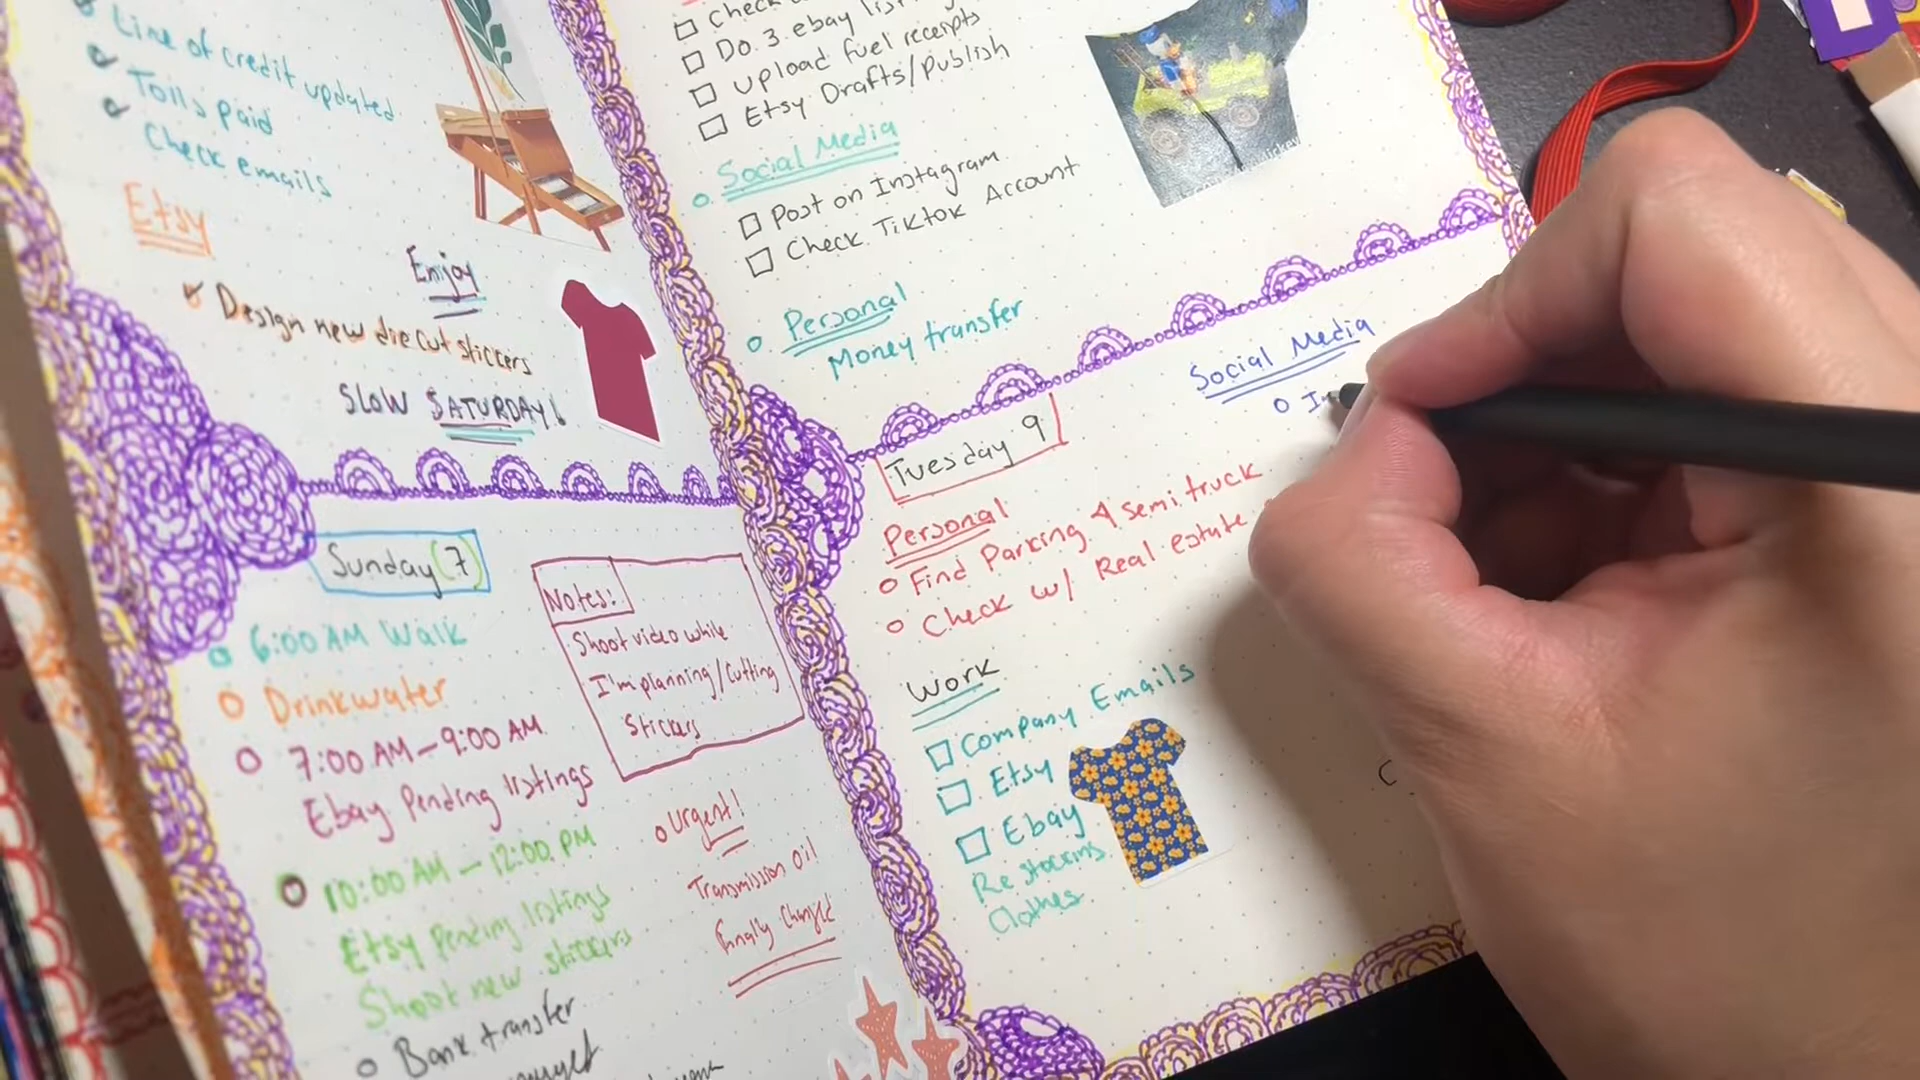 Line of credit updated
Tolls paid
Check emails
Etsy
Design new die cut stickers
Enjoy
SLOW SATURDAY!
Sunday (7)
6:00 AM Walk
Drink water
7:00 AM - 9:00 AM
Ebay Pending listings
10:00 AM - 12:00 PM
Etsy pending listings
Shoot new stickers
Bank transfer
Notes:
Shoot video while
I'm planning/Cutting
Stickers
Urgent!
Transmission Oil
finaly Changed
Check
Do 3 ebay
Upload fuel receipts
Etsy Drafts/Publish
Social Media
Post on Instagram
Check Tiktok Account
Personal
Money transfer
Tuesday 9
Personal
Find Parking 4 semi truck
Check w/ Real estate
Work
Company Emails
Etsy
Ebay
Re stocking
Clothes
Social Media